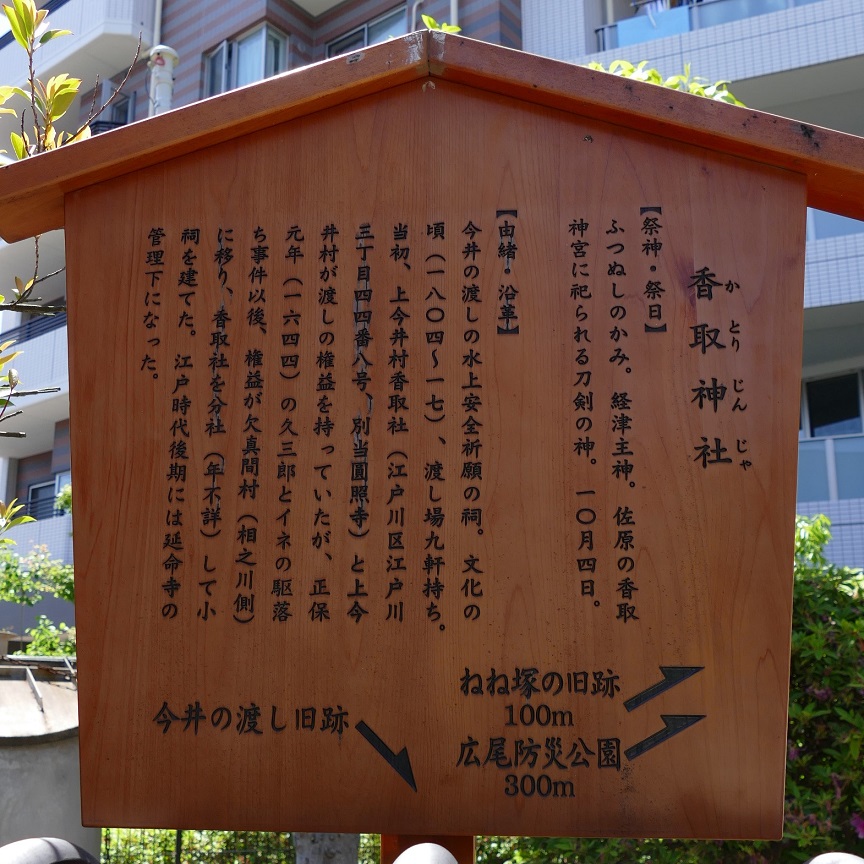 香取神社
かとりじんじゃ
【祭神・祭日】
ふつぬしのかみ。経津主神。佐原の香取
神宮に祀られる刀剣の神。一〇月四日。
【由緒・沿革】
今井の渡しの水上安全祈願の祠。文化の
頃(一八〇四〜一七)、渡し場九軒持ち。
当初、上今井村香取社(江戸川区江戸川
三丁目四四番八号、別当圓照寺)と上今
井村が渡しの権益を持っていたが、正保
元年(一六四四)の久三郎とイネの駆落
ち事件以後、権益が欠真間村(相之川側)
に移り、香取社を分社(年不詳)して小
祠を建てた。江戸時代後期には延命寺の
管理下になった。
ねね塚の旧跡
100m
広尾防災公園
300m
今井の渡し旧跡